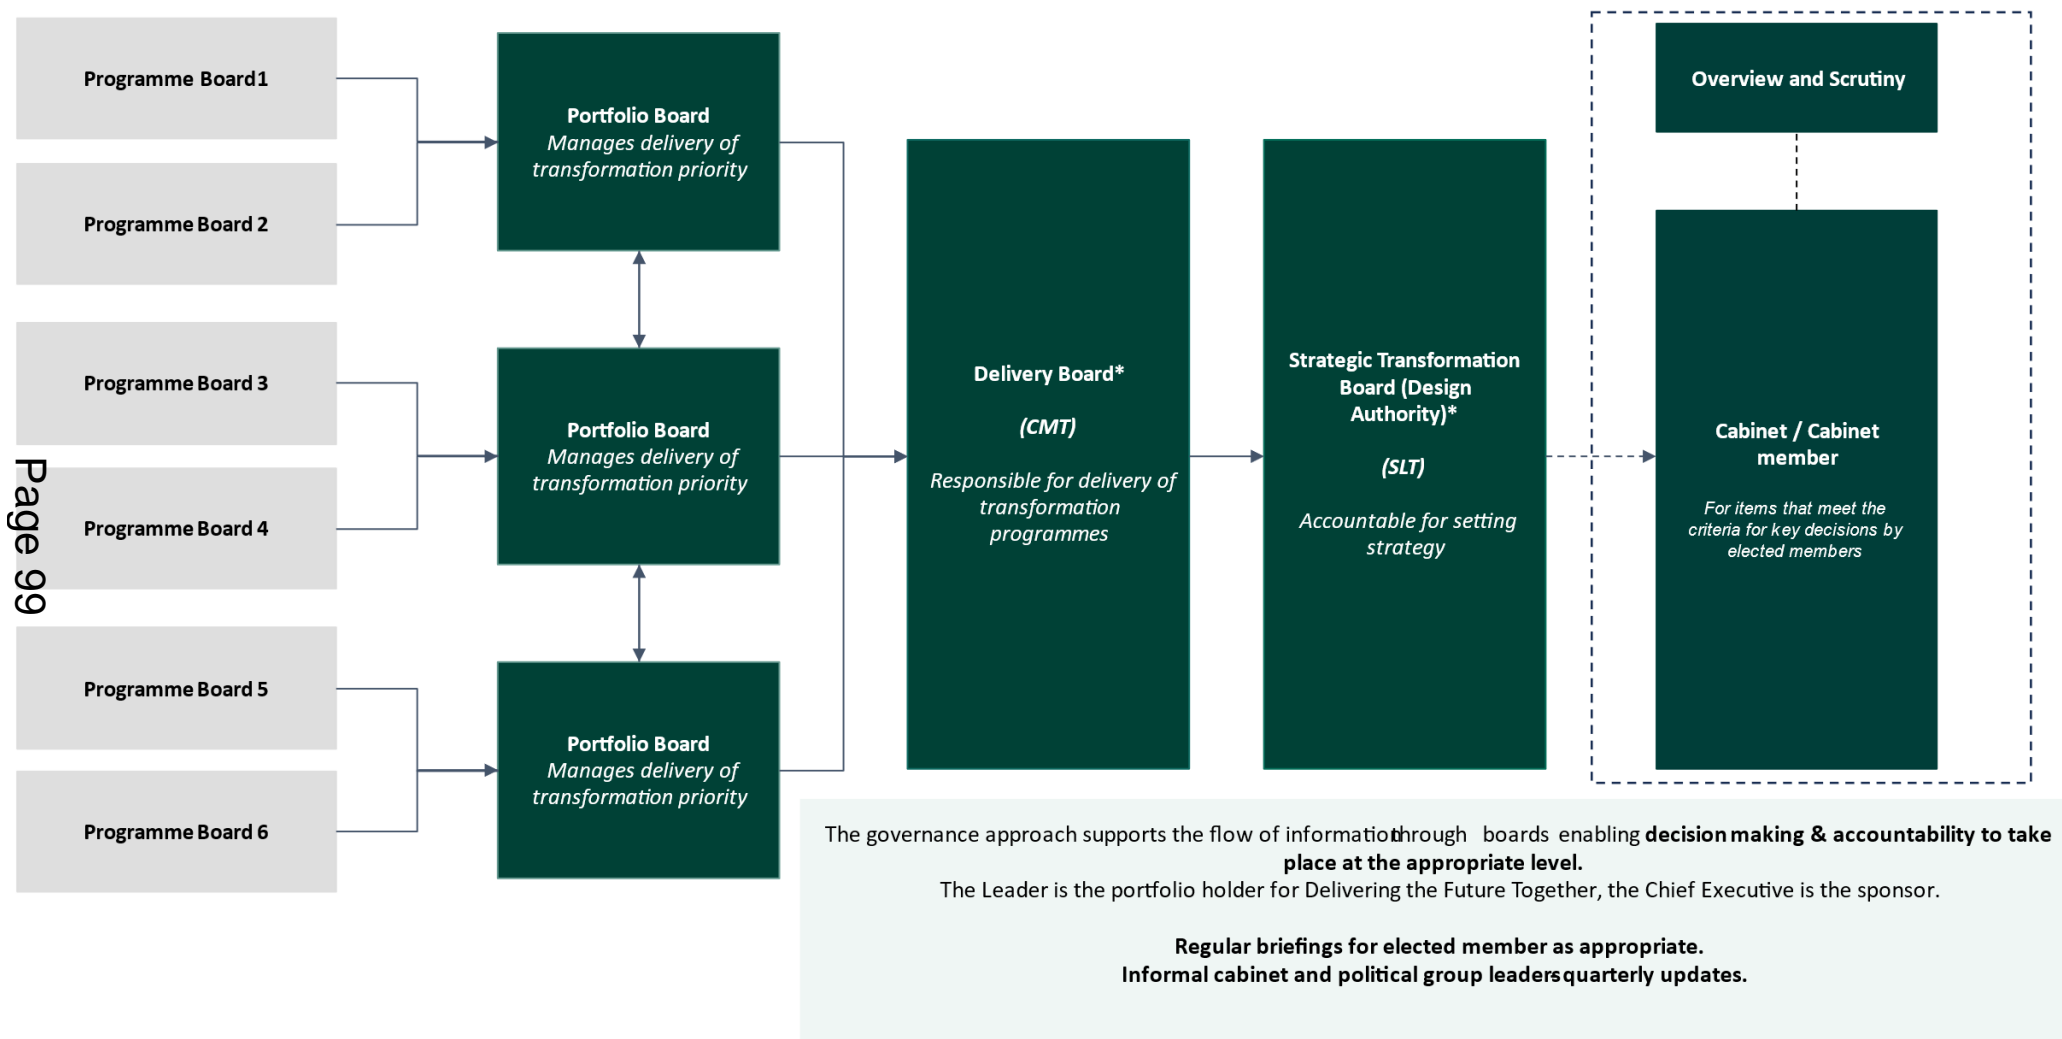 Programme Board1
Programme Board 2
Programme Board 3
Programme Board 4
Programme Board 5
Programme Board 6
Page 99
Portfolio Board
Manages delivery of
transformation priority
Portfolio Board
Manages delivery of
transformation priority
Portfolio Board
Manages delivery of
transformation priority
Delivery Board*
(CMT)
Responsible for delivery of
transformation
programmes
Strategic Transformation
Board (Design
Authority)*
(SLT)
Accountable for setting
strategy
Overview and Scrutiny
Cabinet / Cabinet
member
For items that meet the
criteria for key decisions by
elected members
The governance approach supports the flow of information through boards enabling decision making & accountability to take
place at the appropriate level.
The Leader is the portfolio holder for Delivering the Future Together, the Chief Executive is the sponsor.
Regular briefings for elected member as appropriate.
Informal cabinet and political group leaders-quarterly updates.